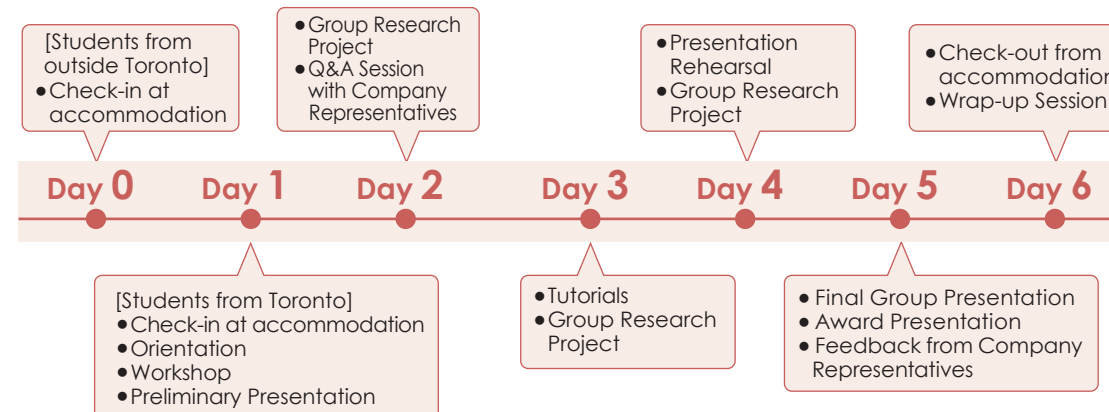 [Students from
outside Toronto]
●Check-in at
accommodation
●Group Research
Project
●Q&A Session
with Company
Representatives
●Presentation
Rehearsal
●Group Research
Project
●Check-out from
accommodation
●Wrap-up Session
Day 0
Day 1
Day 2
Day 3
Day 4
Day 5
Day 6
[Students from Toronto]
●Check-in at accommodation
●Orientation
●Workshop
●Preliminary Presentation
●Tutorials
●Group Research
Project
● Final Group Presentation
● Award Presentation
● Feedback from Company
Representatives